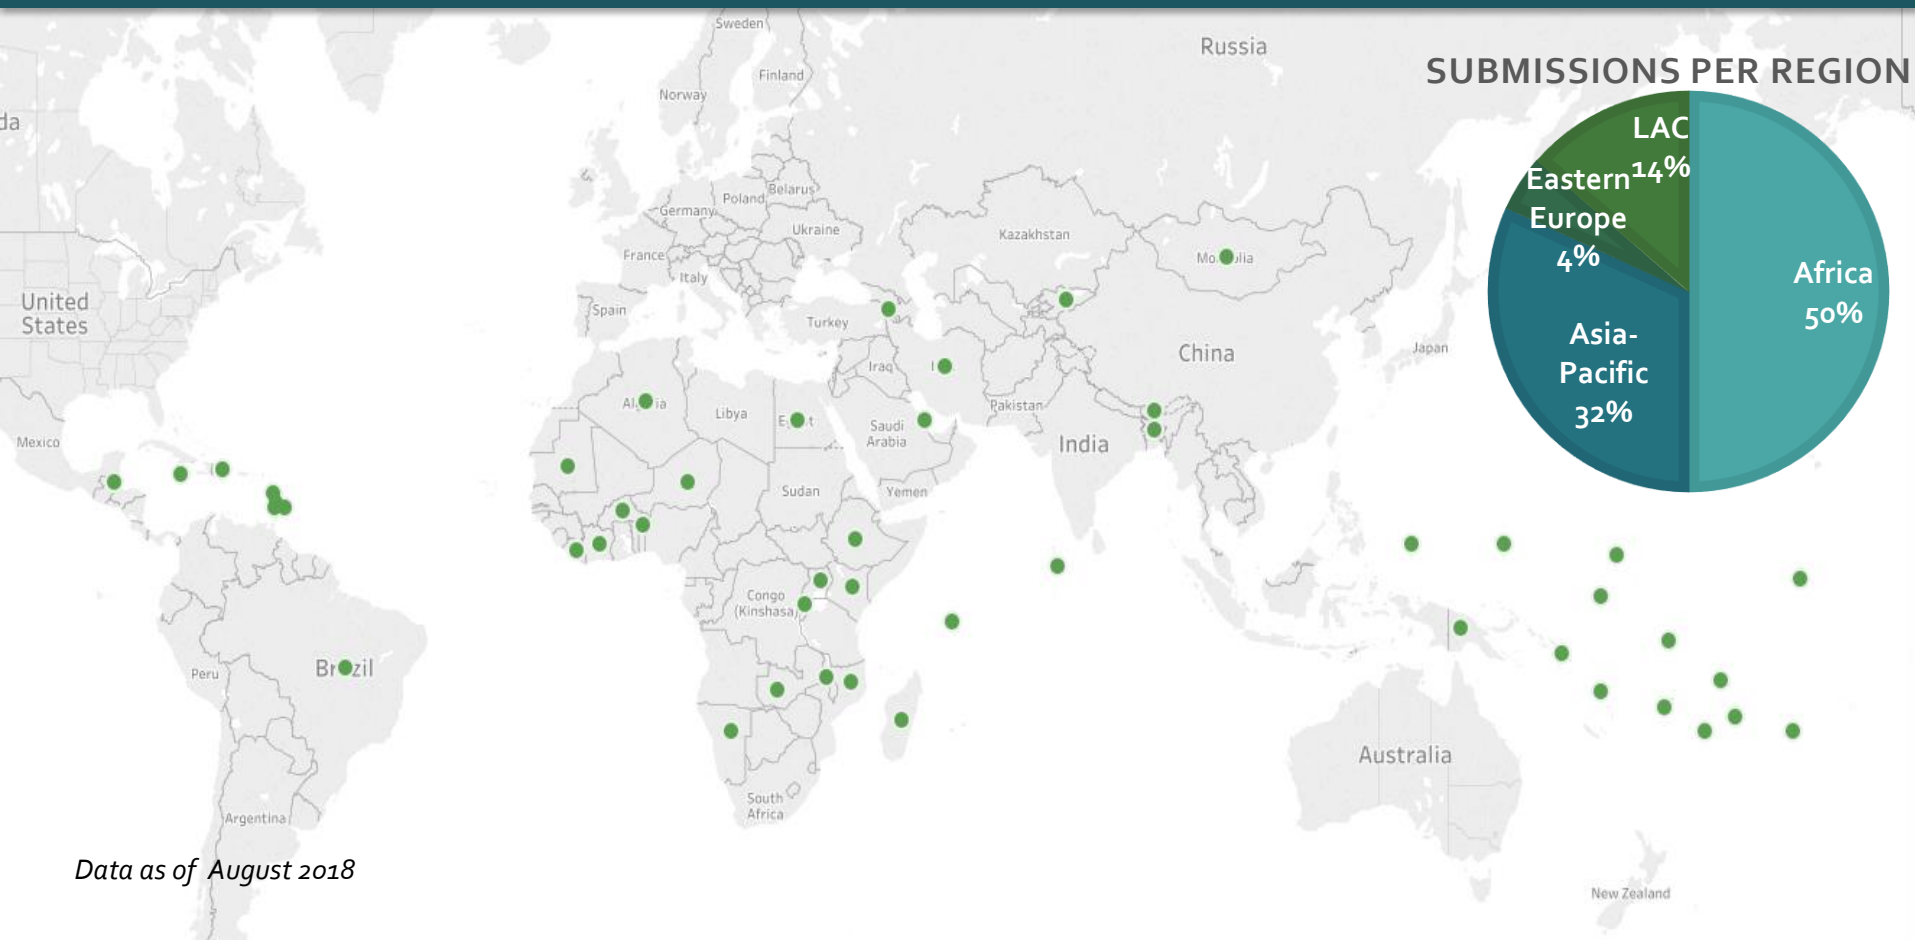 Sweden
Russia
SUBMISSIONS PER REGION
Finland
Norway
da
LAC
14%
Eastern
Europe
4%
Poland
Belarus
Germany
Ukraine
France
Kazakhstan
Italy
Africa
50%
United
States
Spain
Turkey
China
Japan
Asia-
Pacific
32%
Iraq
Libya
Pakistan
Saudi
Arabia
India
Mexico
Sudan
Yemen
Congo
(Kinshasa)
Peru
Australia
South
Africa
Argentina
Data as of August 2018
New Zealand